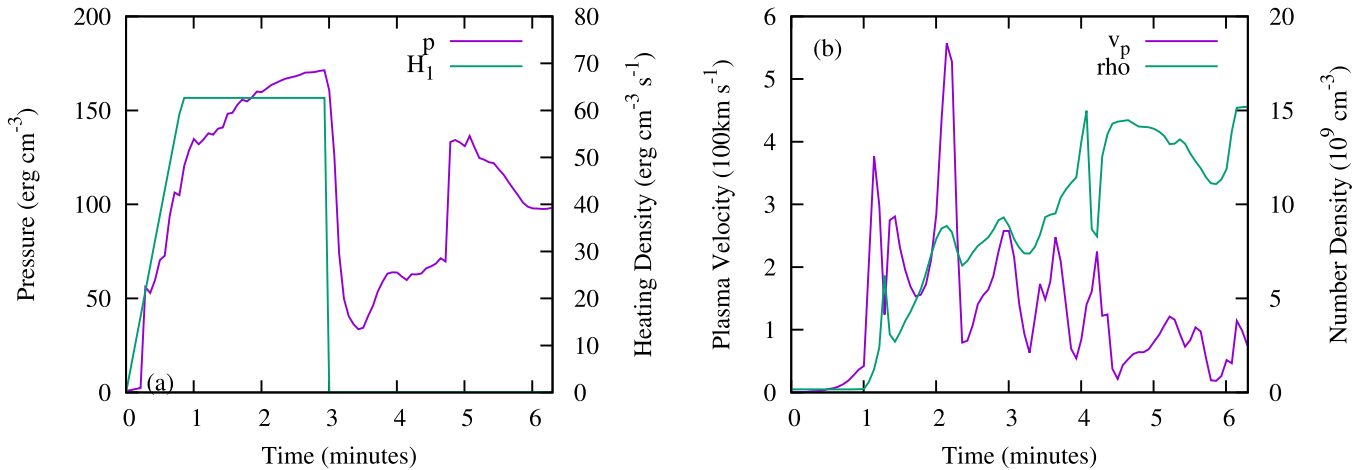 200
150
100
50
0
Pressure (erg cm⁻³)
p
H₁
(a)
80
70
60
50
40
30
20
10
0
Heating Density (erg cm⁻³ s⁻¹)
0 1 2 3 4 5 6
Time (minutes)
6
5
4
3
2
1
0
Plasma Velocity (100km s⁻¹)
(b)
vₚ
rho
20
15
10
5
0
Number Density (10⁹ cm⁻³)
0 1 2 3 4 5 6
Time (minutes)